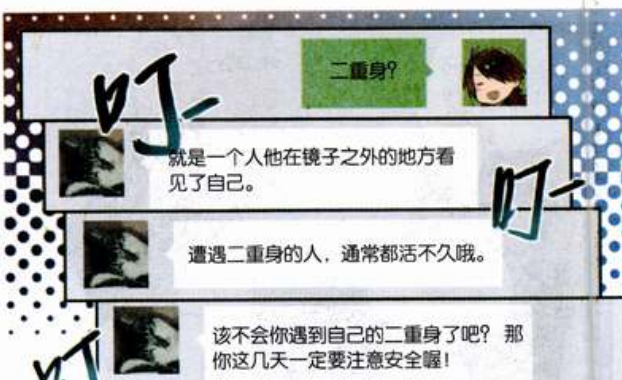 二重身?
叮-
就是一个人他在镜子之外的地方看
见了自己。
叮-
遭遇二重身的人，通常都活不久哦。
叮
该不会你遇到自己的二重身了吧? 那
你这几天一定要注意安全喔!